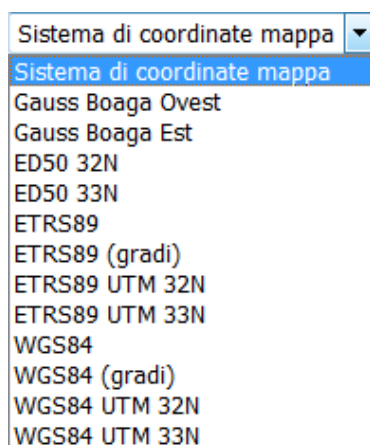 Sistema di coordinate mappa
Sistema di coordinate mappa
Gauss Boaga Ovest
Gauss Boaga Est
ED50 32N
ED50 33N
ETRS89
ETRS89 (gradi)
ETRS89 UTM 32N
ETRS89 UTM 33N
WGS84
WGS84 (gradi)
WGS84 UTM 32N
WGS84 UTM 33N